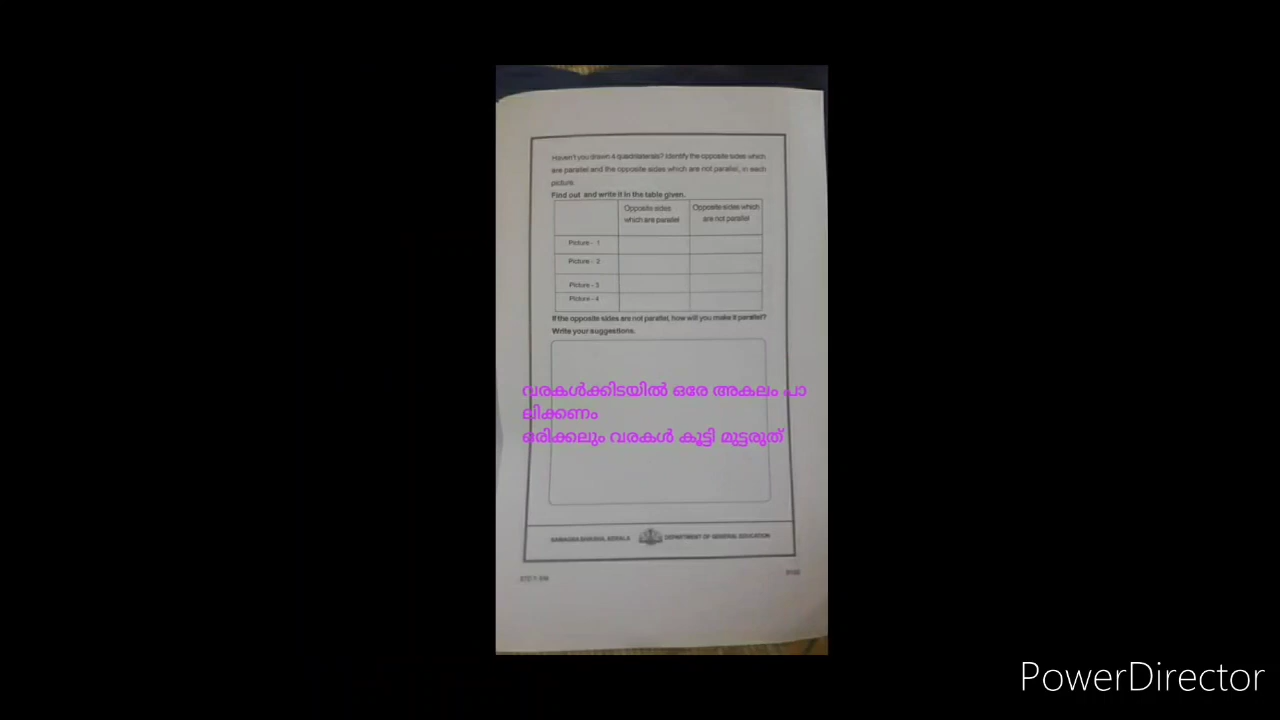 Haven't you drawn 4 quadrilaterals? Identify the opposite sides which
are parallel and the opposite sides which are not parallel, in each
picture.
Find out and write it in the table given.
Opposite sides which are parallel
Opposite sides which are not parallel
Picture - 1
Picture - 2
Picture - 3
Picture - 4
If the opposite sides are not parallel, how will you make it parallel?
Write your suggestions.
വരകൾക്കിടയിൽ ഒരേ അകലം പാ
ലിക്കണം
ഒരിക്കലും വരകൾ കൂട്ടി മുട്ടരുത്
SAMAGRA SHIKSHA, KERALA
DEPARTMENT OF GENERAL EDUCATION
PowerDirector